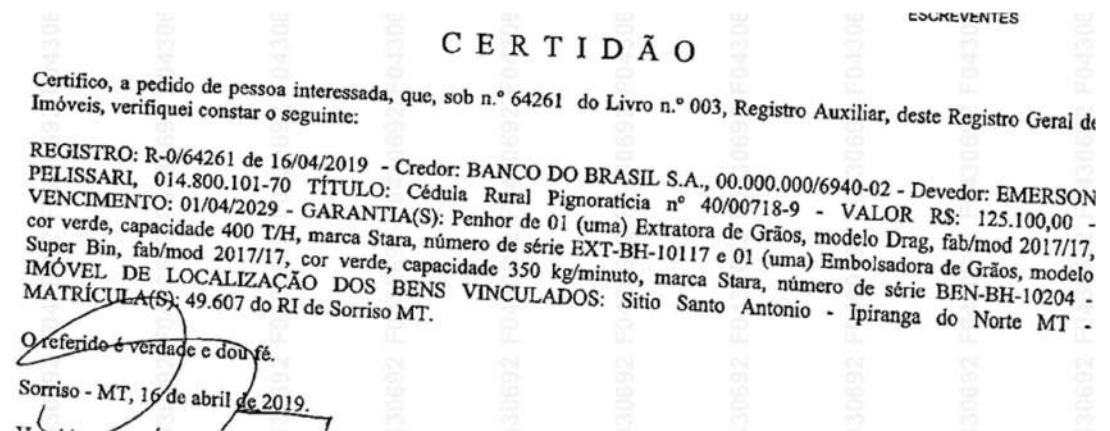 ESCREVENTES
C E R T I D Ã O
Certifico, a pedido de pessoa interessada, que, sob n.º 64261 do Livro n.º 003, Registro Auxiliar, deste Registro Geral de
Imóveis, verifiquei constar o seguinte:
REGISTRO: R-0/64261 de 16/04/2019 - Credor: BANCO DO BRASIL S.A., 00.000.000/6940-02 - Devedor: EMERSON
PELISSARI, 014.800.101-70 TÍTULO: Cédula Rural Pignoratícia nº 40/00718-9 - VALOR R$: 125.100,00 -
VENCIMENTO: 01/04/2029 - GARANTIA(S): Penhor de 01 (uma) Extratora de Grãos, modelo Drag, fab/mod 2017/17,
cor verde, capacidade 400 T/H, marca Stara, número de série EXT-BH-10117 e 01 (uma) Embolsadora de Grãos, modelo
Super Bin, fab/mod 2017/17, cor verde, capacidade 350 kg/minuto, marca Stara, número de série BEN-BH-10204 -
IMÓVEL DE LOCALIZAÇÃO DOS BENS VINCULADOS: Sitio Santo Antonio - Ipiranga do Norte MT -
MATRÍCULA(S): 49.607 do RI de Sorriso MT.
O referido é verdade e dou fé.
Sorriso - MT, 16 de abril de 2019.